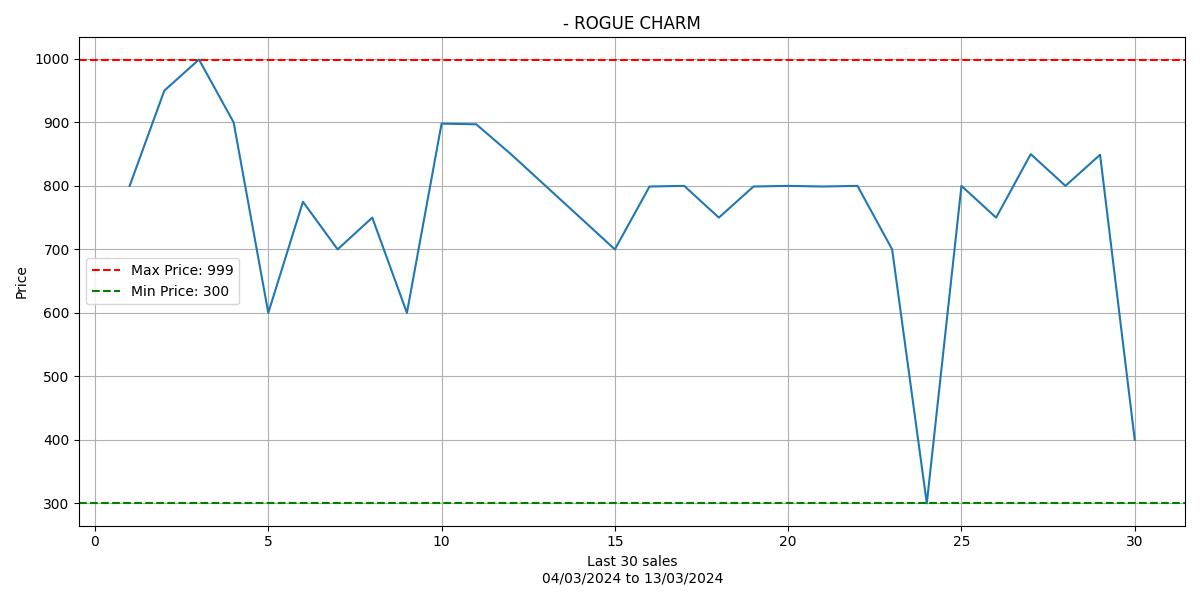 - ROGUE CHARM
1000
900
800
700
600
500
400
300
Price
Max Price: 999
Min Price: 300
0 5 10 15 20 25 30
Last 30 sales
04/03/2024 to 13/03/2024